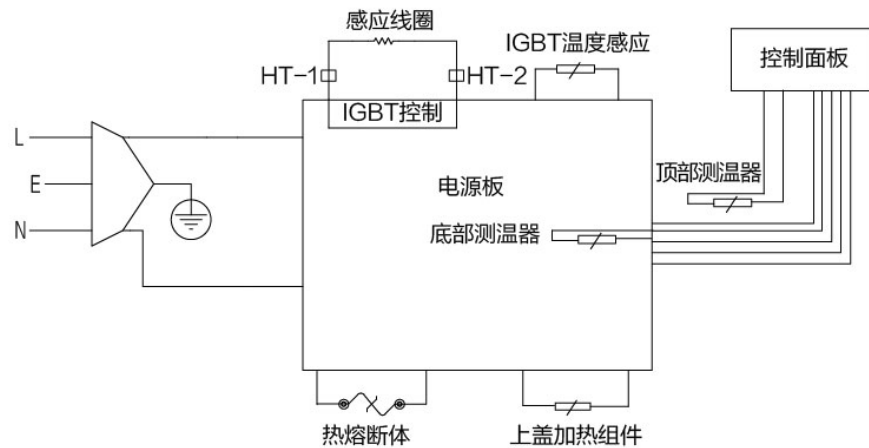 感应线圈
HT-1
HT-2
IGBT控制
IGBT温度感应
控制面板
L
E
N
电源板
顶部测温器
底部测温器
热熔断体
上盖加热组件